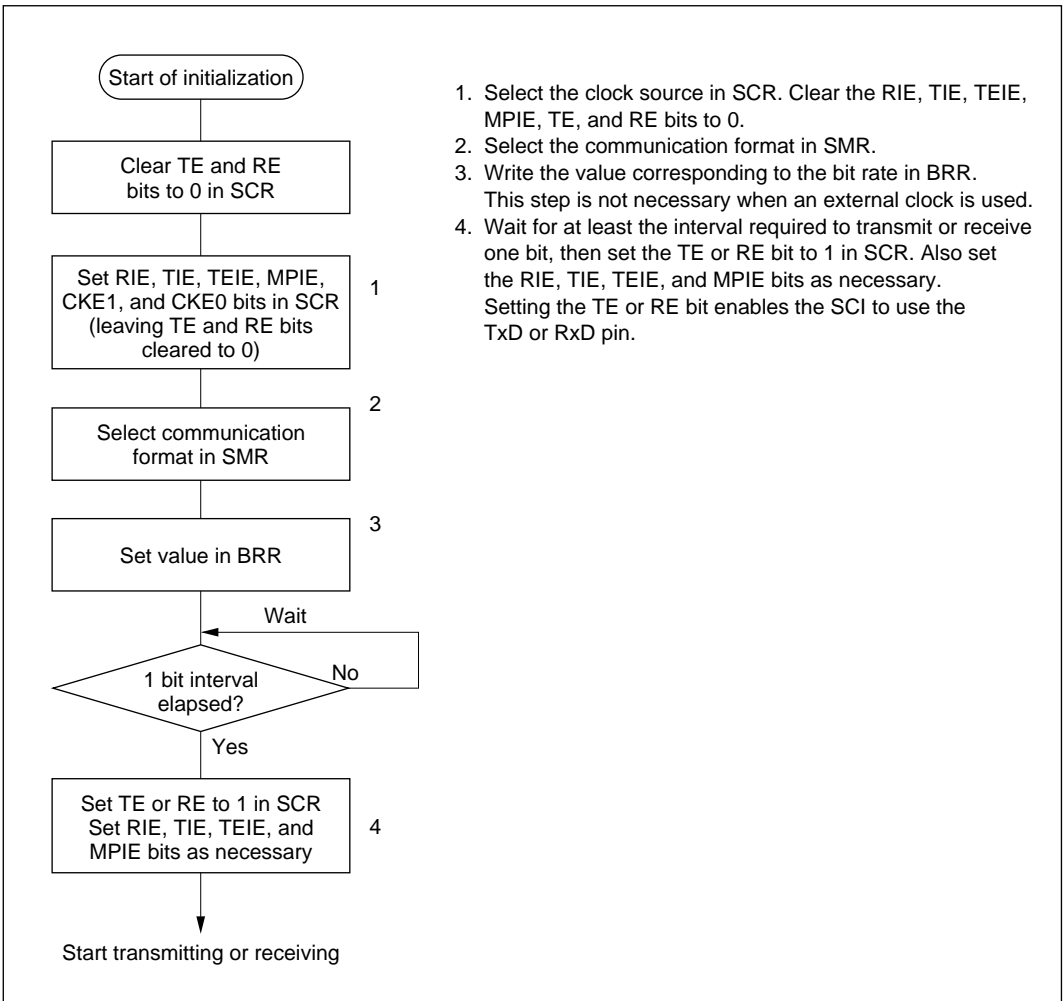 Start of initialization
Clear TE and RE
bits to 0 in SCR
Set RIE, TIE, TEIE, MPIE,
CKE1, and CKE0 bits in SCR
(leaving TE and RE bits
cleared to 0)
1
2
Select communication
format in SMR
3
Set value in BRR
Wait
1 bit interval
elapsed?
No
Yes
Set TE or RE to 1 in SCR
Set RIE, TIE, TEIE, and
MPIE bits as necessary
4
Start transmitting or receiving
1. Select the clock source in SCR. Clear the RIE, TIE, TEIE,
MPIE, TE, and RE bits to 0.
2. Select the communication format in SMR.
3. Write the value corresponding to the bit rate in BRR.
This step is not necessary when an external clock is used.
4. Wait for at least the interval required to transmit or receive
one bit, then set the TE or RE bit to 1 in SCR. Also set
the RIE, TIE, TEIE, and MPIE bits as necessary.
Setting the TE or RE bit enables the SCI to use the
TxD or RxD pin.